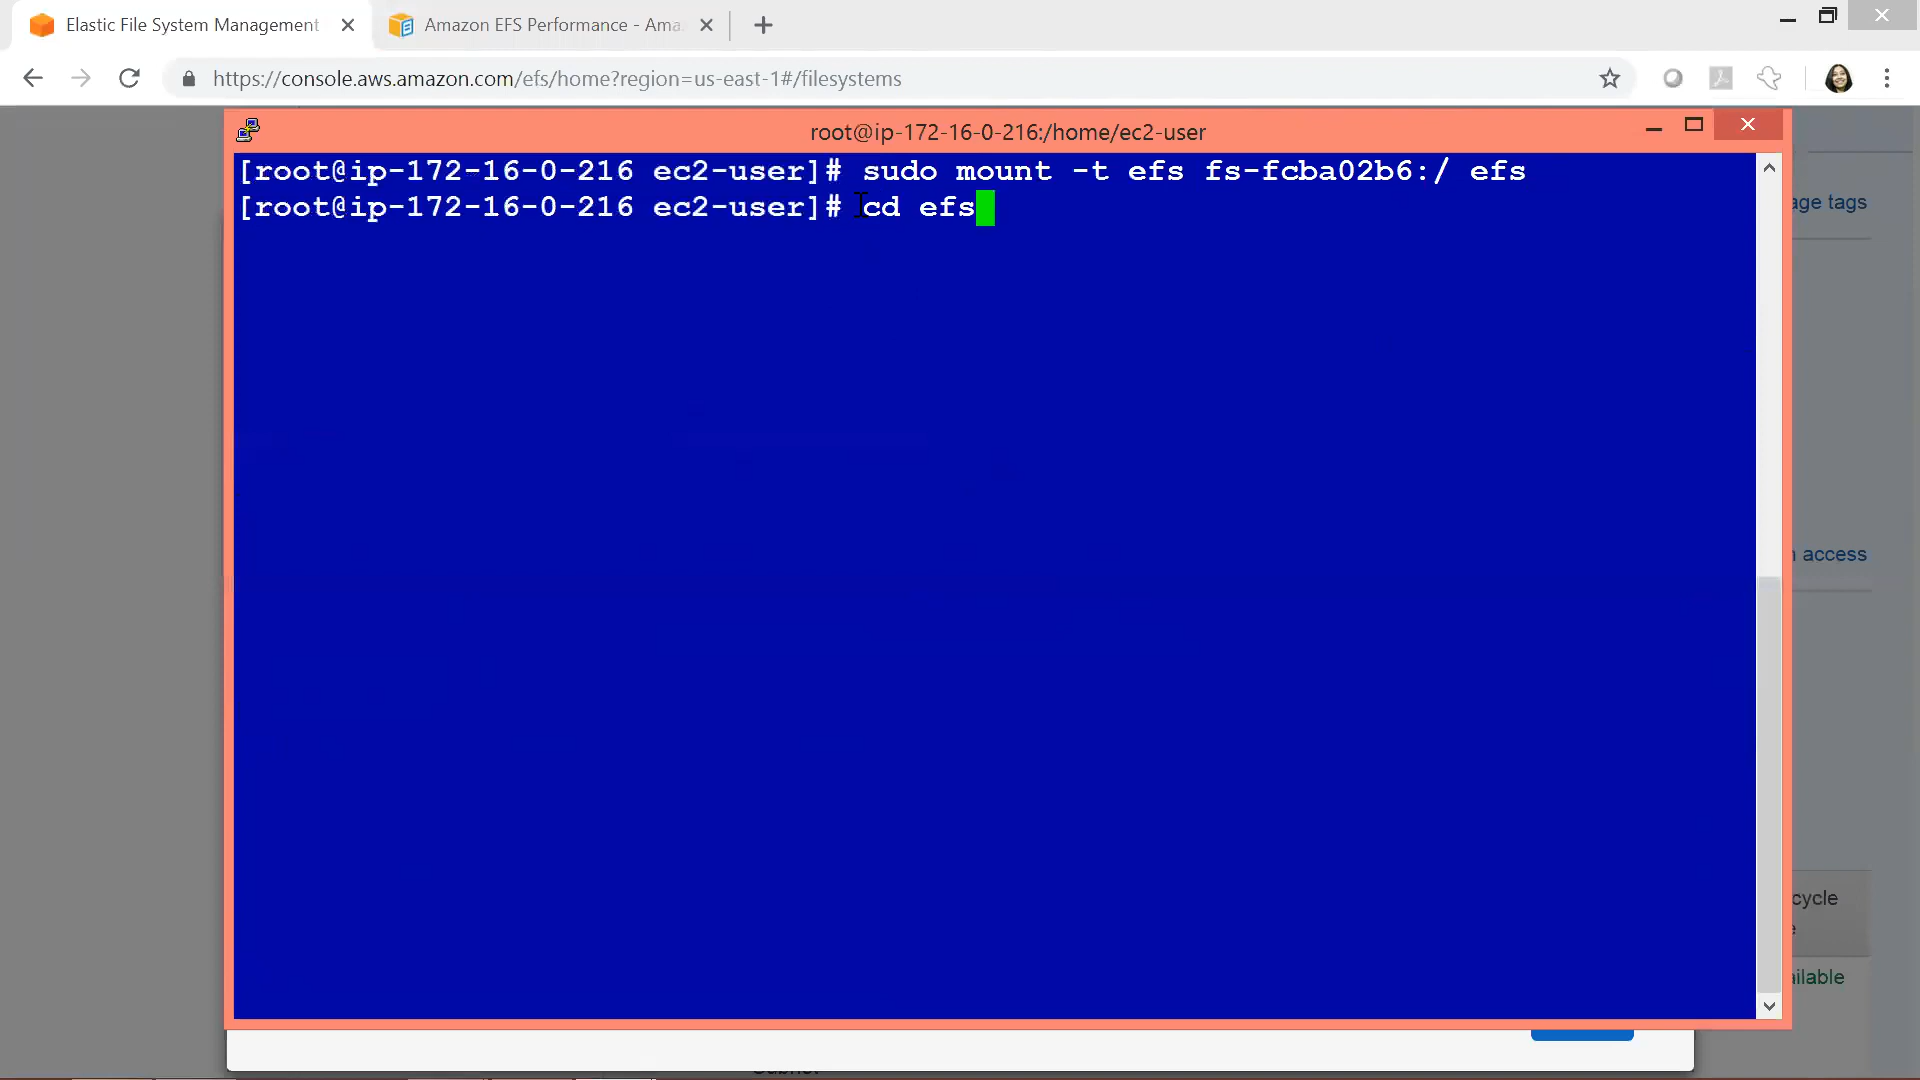 Elastic File System Management
Amazon EFS Performance - Ama
https://console.aws.amazon.com/efs/home?region=us-east-1#/filesystems
root@ip-172-16-0-216:/home/ec2-user
[root@ip-172-16-0-216 ec2-user]# sudo mount -t efs fs-fcba02b6:/ efs
[root@ip-172-16-0-216 ec2-user]# cd efs
age tags
access
cycle
ilable